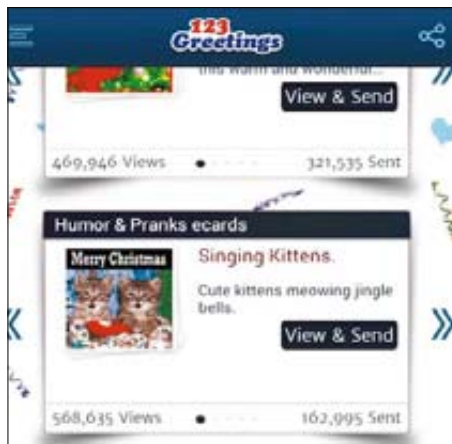 123
Greetings
this warm and wonderful...
View & Send
469,946 Views
321,535 Sent
Humor & Pranks ecards
Merry Christmas
Singing Kittens.
Cute kittens meowing jingle
bells.
View & Send
568,635 Views
162,995 Sent